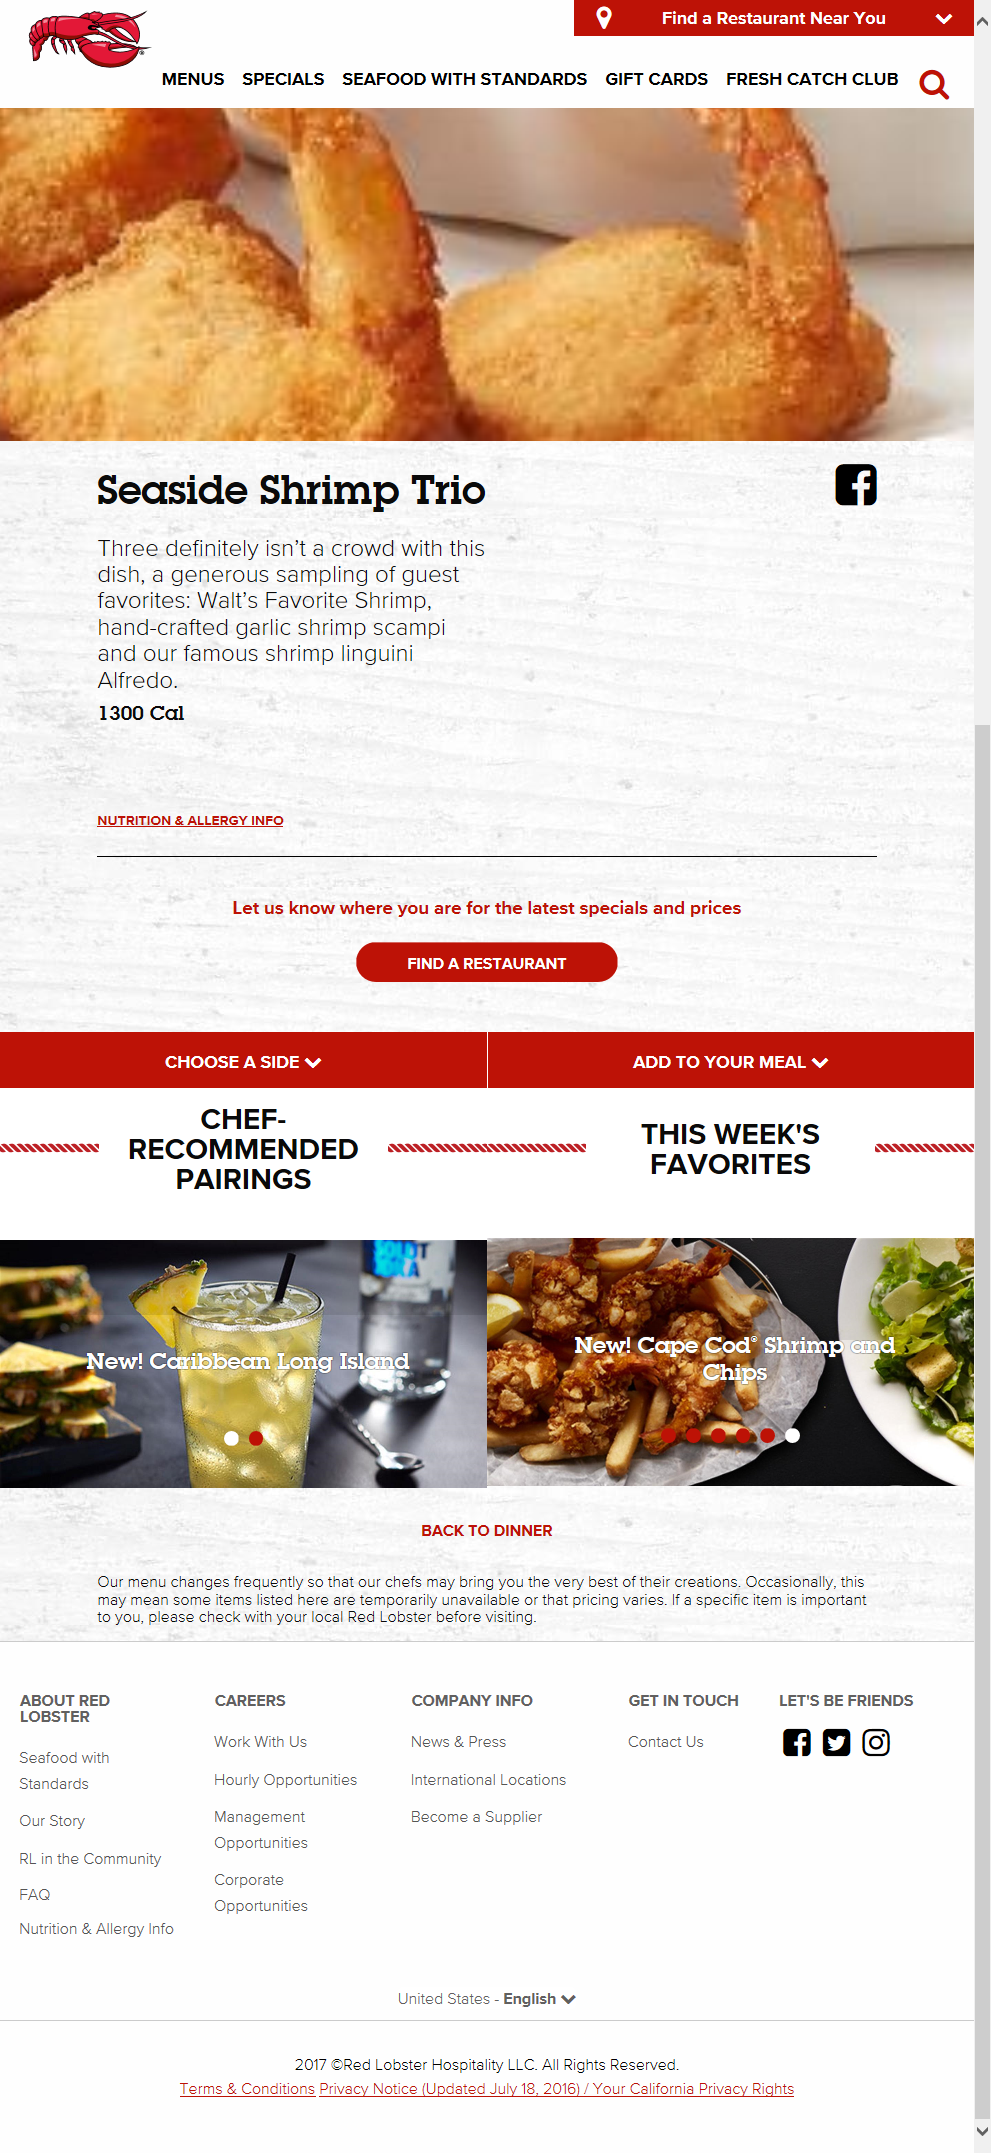 Find a Restaurant Near You
MENUS SPECIALS SEAFOOD WITH STANDARDS GIFT CARDS FRESH CATCH CLUB
Seaside Shrimp Trio
Three definitely isn't a crowd with this
dish, a generous sampling of guest
favorites: Walt's Favorite Shrimp,
hand-crafted garlic shrimp scampi
and our famous shrimp linguini
Alfredo.
1300 Cal
NUTRITION & ALLERGY INFO
Let us know where you are for the latest specials and prices
FIND A RESTAURANT
CHOOSE A SIDE
ADD TO YOUR MEAL
CHEF-
RECOMMENDED
PAIRINGS
THIS WEEK'S
FAVORITES
New! Caribbean Long Island
New! Cape Cod® Shrimp and
Chips
BACK TO DINNER
Our menu changes frequently so that our chefs may bring you the very best of their creations. Occasionally, this
may mean some items listed here are temporarily unavailable or that pricing varies. If a specific item is important
to you, please check with your local Red Lobster before visiting.
ABOUT RED
LOBSTER
Seafood with
Standards
Our Story
RL in the Community
FAQ
Nutrition & Allergy Info
CAREERS
Work With Us
Hourly Opportunities
Management
Opportunities
Corporate
Opportunities
COMPANY INFO
News & Press
International Locations
Become a Supplier
GET IN TOUCH
Contact Us
LET'S BE FRIENDS
United States - English
2017 ©Red Lobster Hospitality LLC. All Rights Reserved.
Terms & Conditions Privacy Notice (Updated July 18, 2016) / Your California Privacy Rights